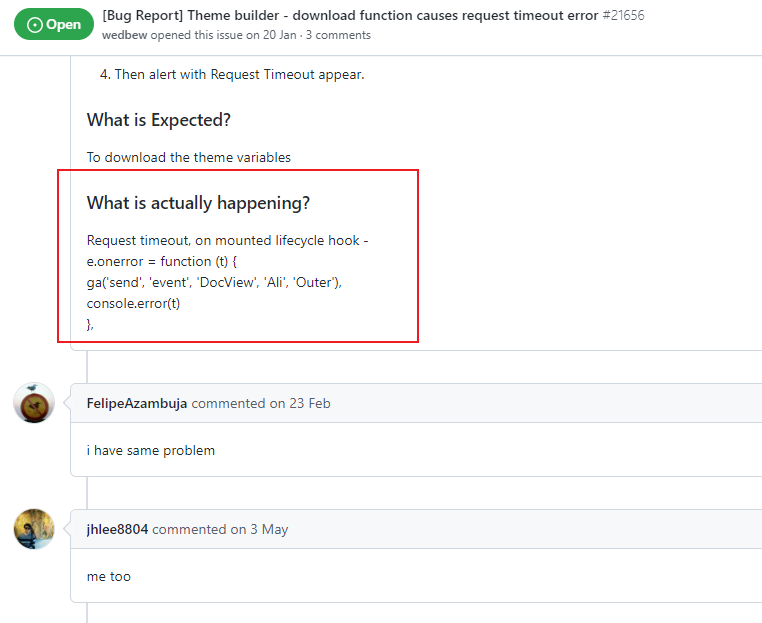 Open
[Bug Report] Theme builder - download function causes request timeout error #21656
wedbew opened this issue on 20 Jan · 3 comments
4. Then alert with Request Timeout appear.
What is Expected?
To download the theme variables
What is actually happening?
Request timeout, on mounted lifecycle hook -
e.onerror = function (t) {
ga('send', 'event', 'DocView', 'Ali', 'Outer'),
console.error(t)
},
FelipeAzambuja commented on 23 Feb
i have same problem
jhlee8804 commented on 3 May
me too